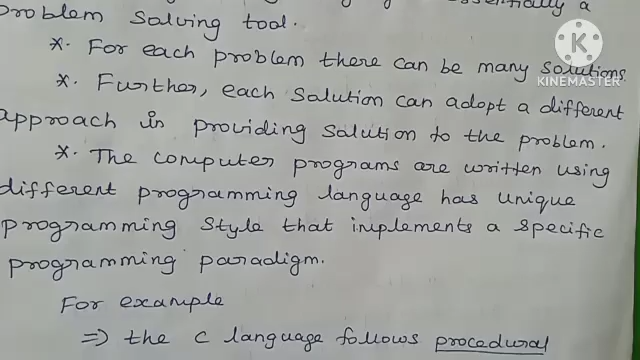 essentially a
problem solving tool.
*. For each problem there can be many solutions.
*. Further, each solution can adopt a different
approach in providing solution to the problem.
*. The computer programs are written using
different programming language has unique
programming style that implements a specific
programming paradigm.
For example
=> the C language follows procedural
K
KINEMASTER